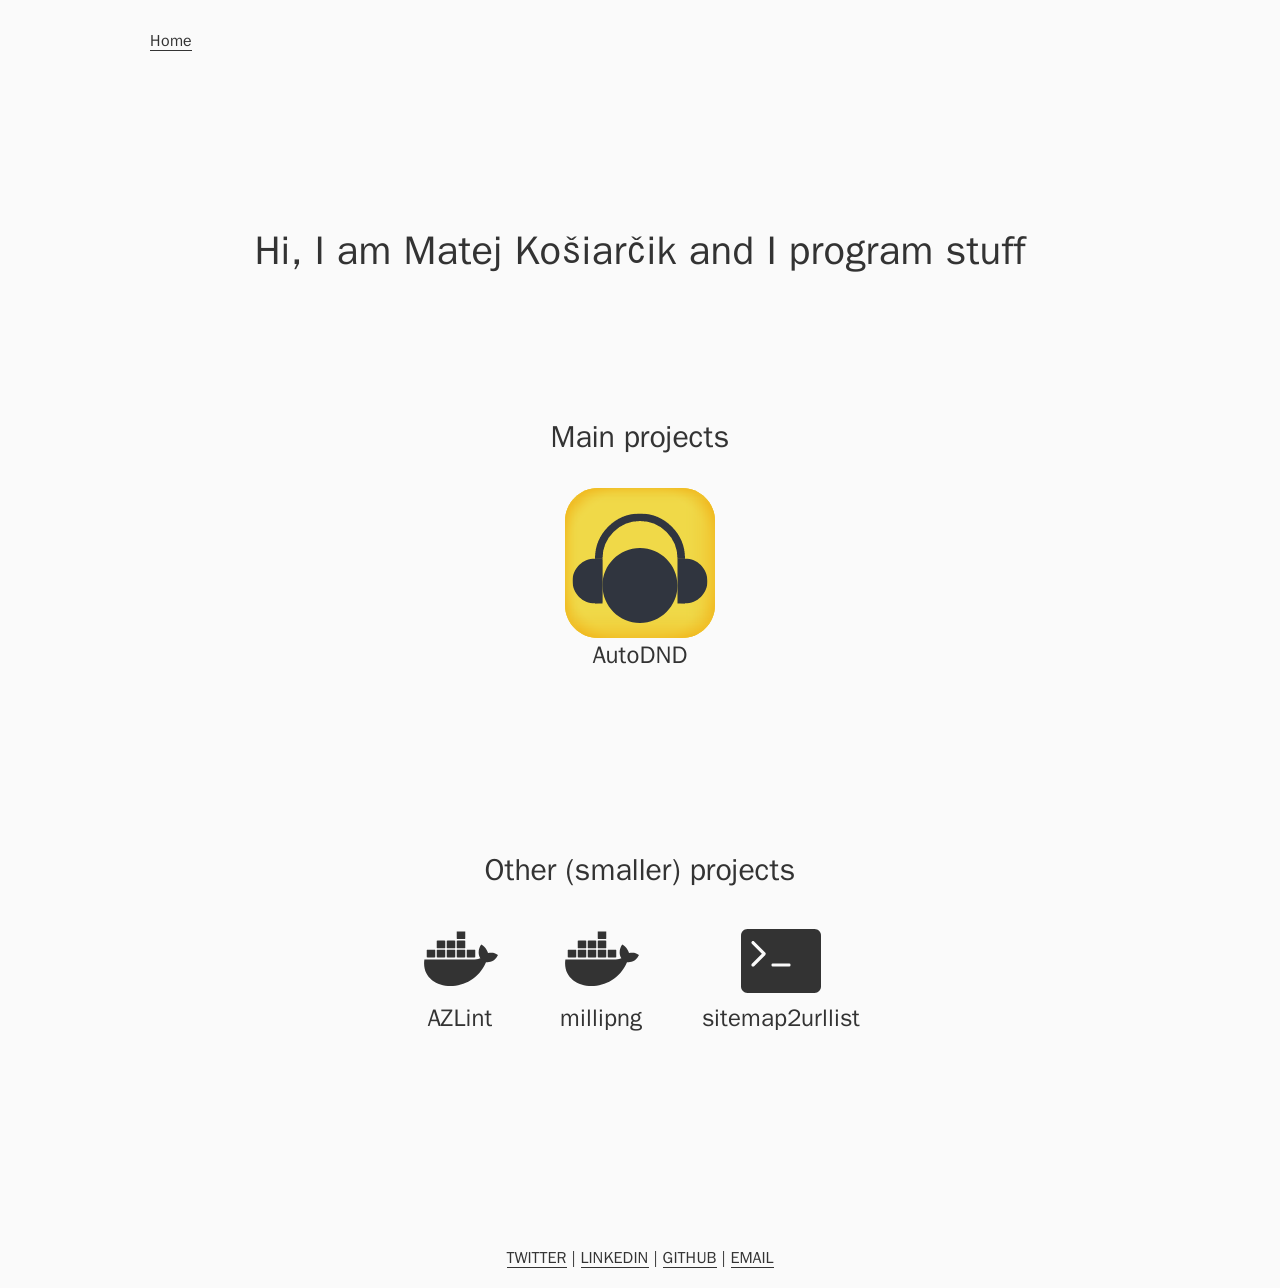 Home
Hi, I am Matej Košiarčik and I program stuff
Main projects
AutoDND
Other (smaller) projects
AZLint
millipng
sitemap2urllist
TWITTER | LINKEDIN | GITHUB | EMAIL